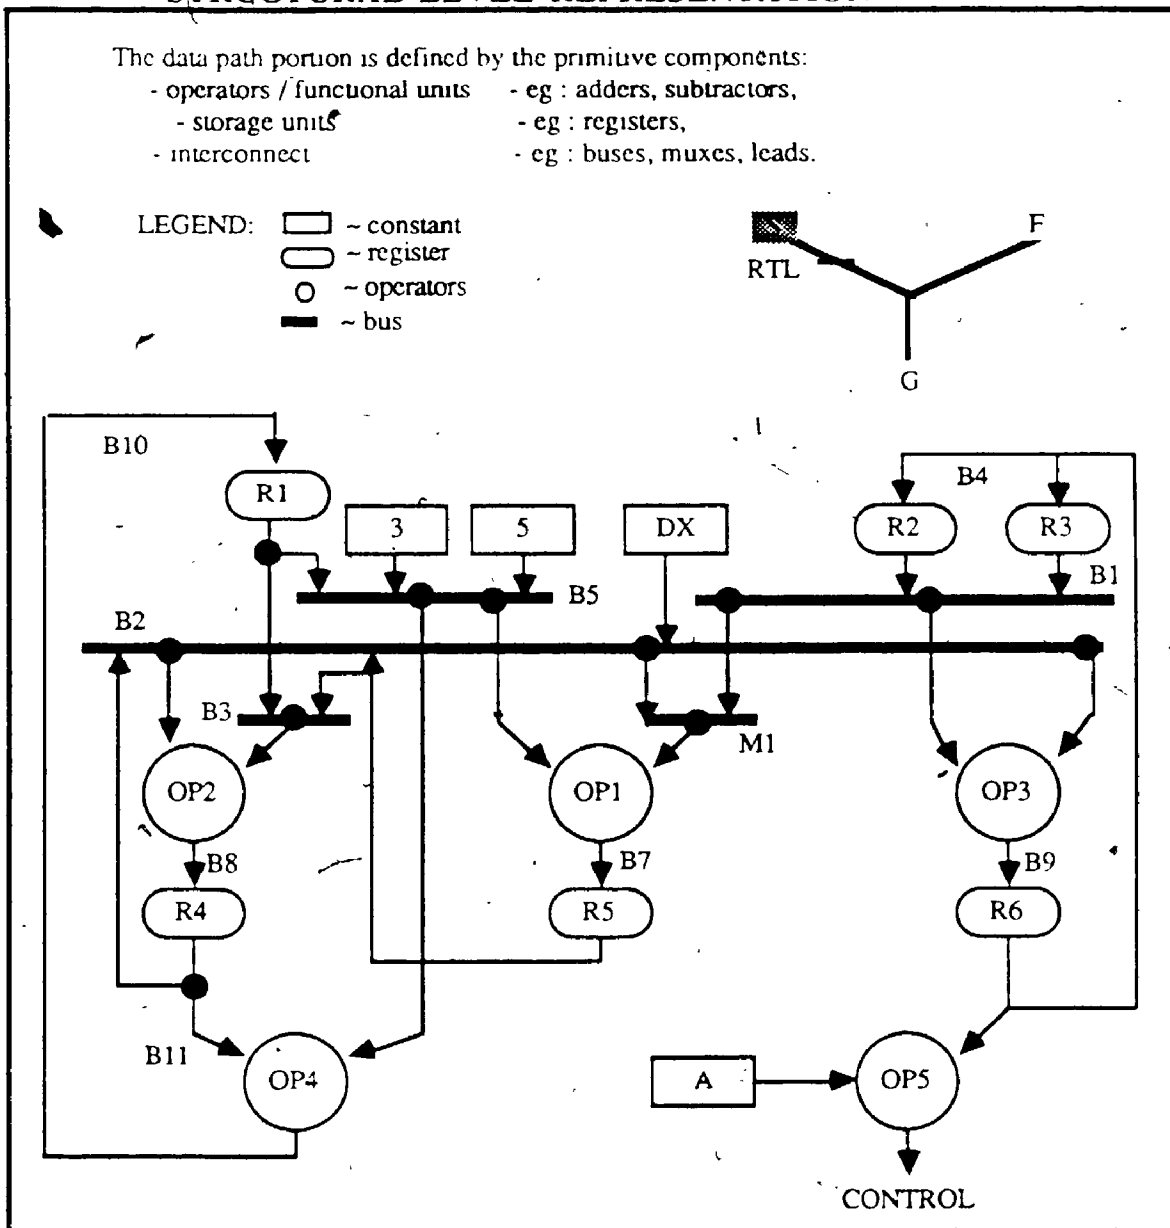 STRUCTURAL LEVEL REPRESENTATION
The data path portion is defined by the primitive components:
- operators / functional units - eg : adders, subtractors,
- storage units - eg : registers,
- interconnect - eg : buses, muxes, leads.
LEGEND:
~ constant
~ register
~ operators
~ bus
RTL
F
G
B10
R1
3
5
DX
B4
R2
R3
B1
B5
B2
B3
M1
OP2
OP1
OP3
B8
B7
B9
R4
R5
R6
B11
OP4
A
OP5
CONTROL